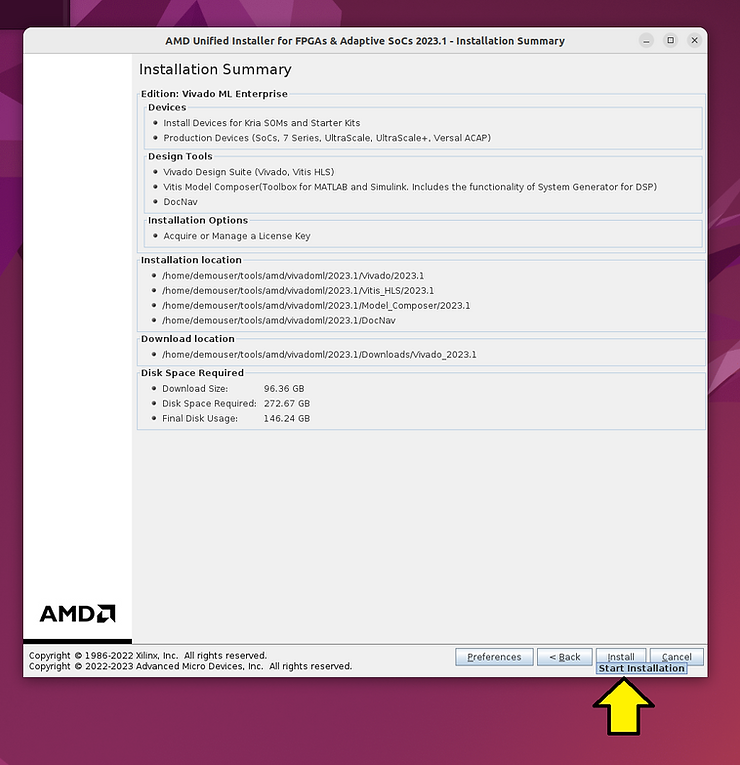 AMD Unified Installer for FPGAs & Adaptive SoCs 2023.1 - Installation Summary
Installation Summary
Edition: Vivado ML Enterprise
Devices
Install Devices for Kria SOMs and Starter Kits
Production Devices (SoCs, 7 Series, UltraScale, UltraScale+, Versal ACAP)
Design Tools
Vivado Design Suite (Vivado, Vitis HLS)
Vitis Model Composer(Toolbox for MATLAB and Simulink. Includes the functionality of System Generator for DSP)
DocNav
Installation Options
Acquire or Manage a License Key
Installation location
/home/demouser/tools/amd/vivadoml/2023.1/Vivado/2023.1
/home/demouser/tools/amd/vivadoml/2023.1/Vitis_HLS/2023.1
/home/demouser/tools/amd/vivadoml/2023.1/Model_Composer/2023.1
/home/demouser/tools/amd/vivadoml/2023.1/DocNav
Download location
/home/demouser/tools/amd/vivadoml/2023.1/Downloads/Vivado_2023.1
Disk Space Required
Download Size: 96.36 GB
Disk Space Required: 272.67 GB
Final Disk Usage: 146.24 GB
AMD
Copyright © 1986-2022 Xilinx, Inc. All rights reserved.
Copyright © 2022-2023 Advanced Micro Devices, Inc. All rights reserved.
Preferences < Back Install Cancel
Start Installation